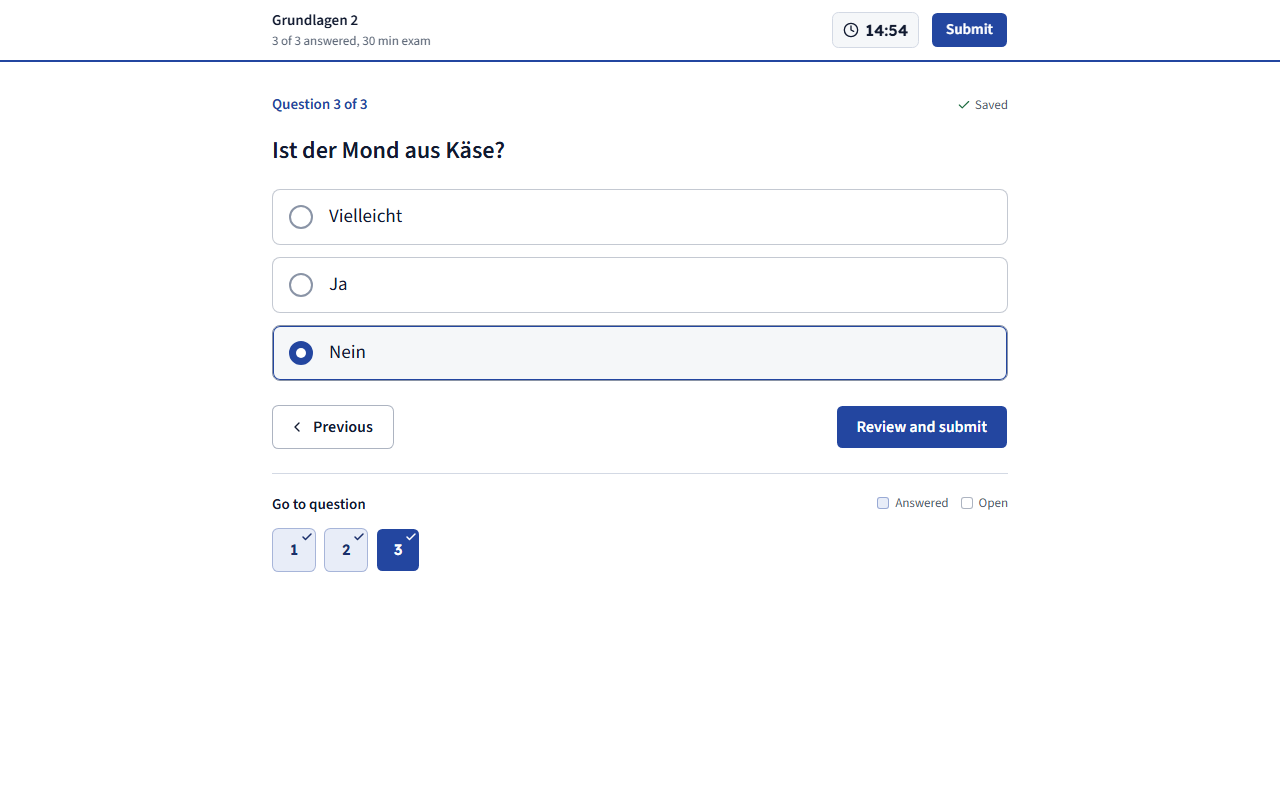 Grundlagen 2
3 of 3 answered, 30 min exam
14:54
Submit
Question 3 of 3
Saved
Ist der Mond aus Käse?
Vielleicht
Ja
Nein
Previous
Review and submit
Go to question
Answered
Open
1
2
3